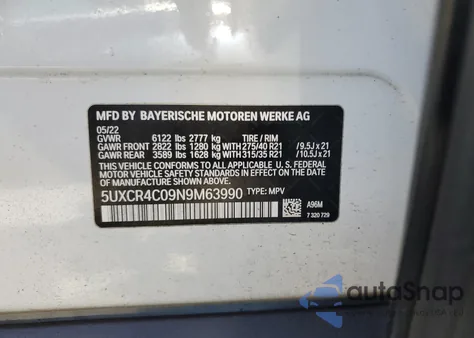 MFD BY BAYERISCHE MOTOREN WERKE AG
05/22
GVWR 6122 lbs 2777 kg TIRE / RIM
GAWR FRONT 2822 lbs 1280 kg WITH 275/40 R21 / 9.5J x 21
GAWR REAR 3589 lbs 1628 kg WITH 315/35 R21 / 10.5J x 21
THIS VEHICLE CONFORMS TO ALL APPLICABLE U.S. FEDERAL
MOTOR VEHICLE SAFETY STANDARDS IN EFFECT ON THE DATE OF
MANUFACTURE SHOWN ABOVE.
5UXCR4C09N9M63990 TYPE: MPV
A96M
7 320 729
autoSnap